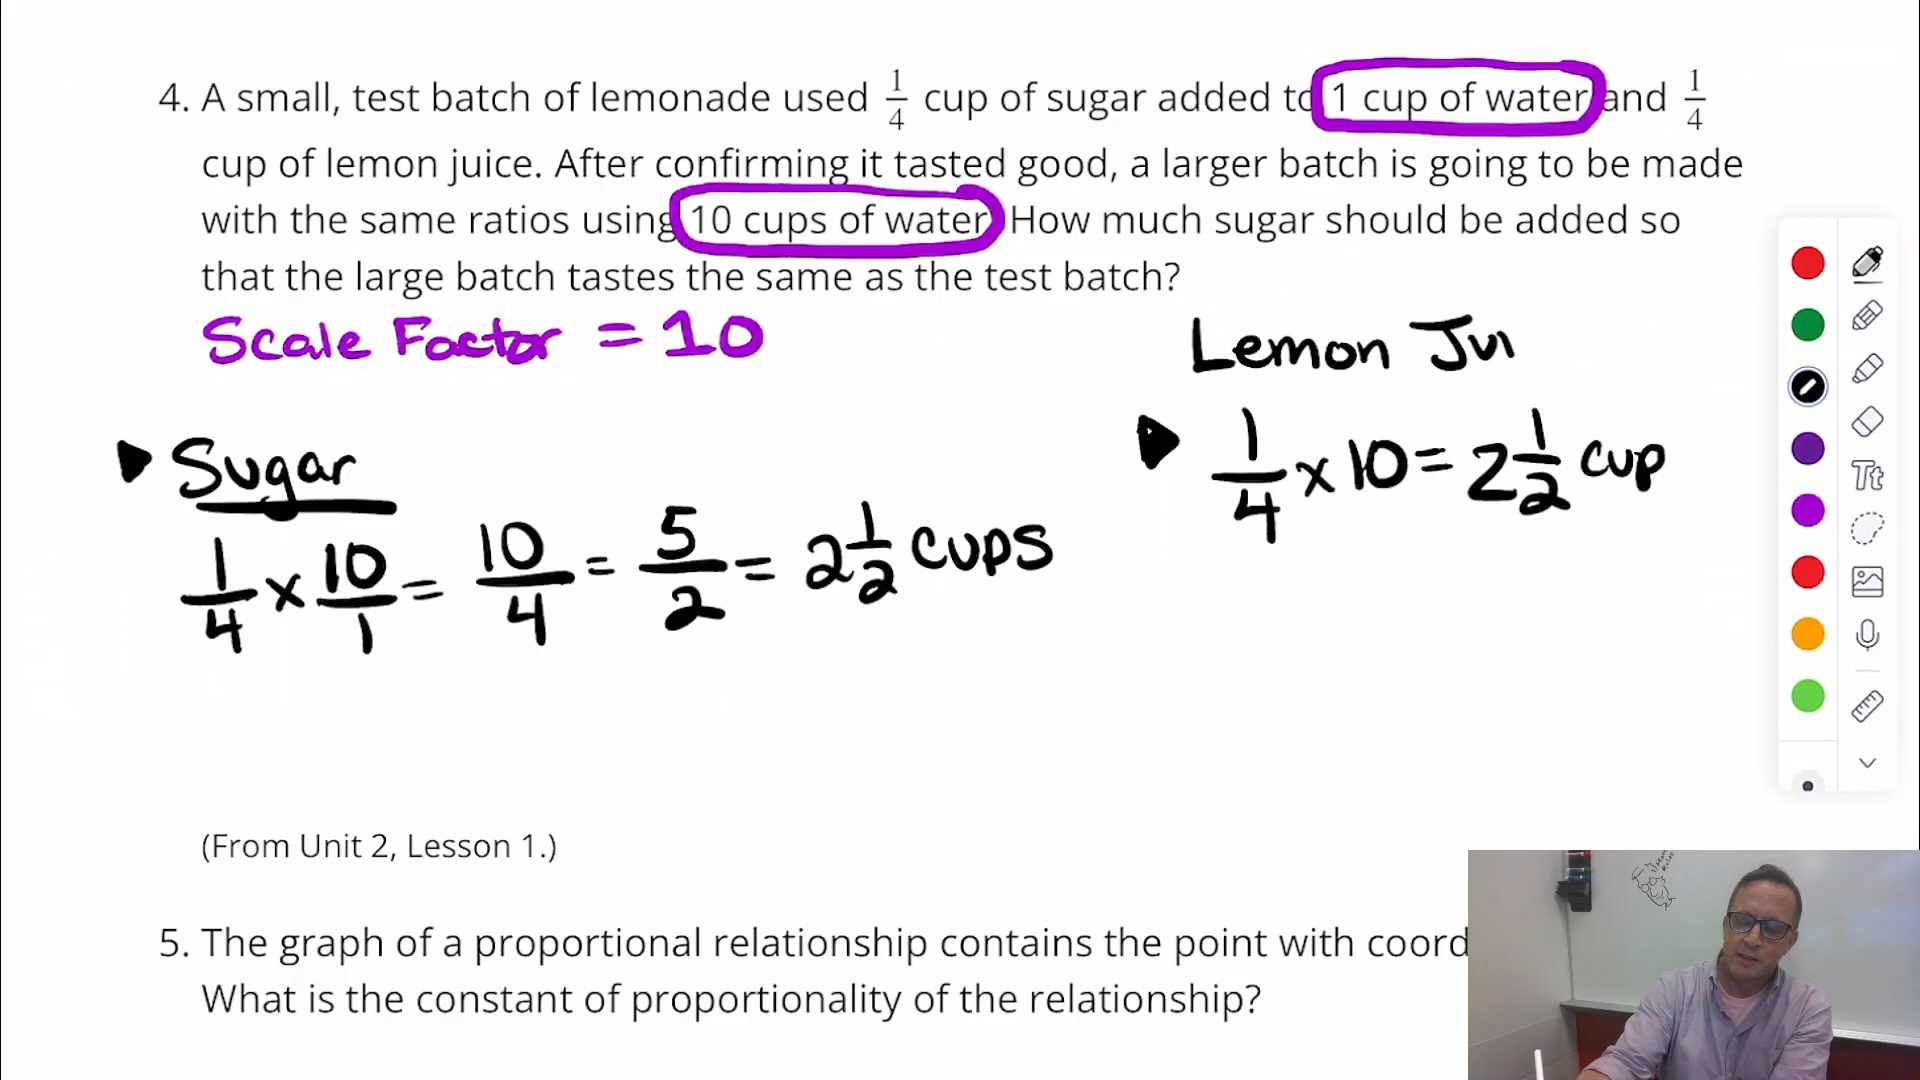 4. A small, test batch of lemonade used 1/4 cup of sugar added to 1 cup of water and 1/4
cup of lemon juice. After confirming it tasted good, a larger batch is going to be made
with the same ratios using 10 cups of water How much sugar should be added so
that the large batch tastes the same as the test batch?
Scale Factor = 10
Lemon Jui
Sugar
1/4 x 10 = 2 1/2 cup
1/4 x 10/1 = 10/4 = 5/2 = 2 1/2 cups
Tt
(From Unit 2, Lesson 1.)
5. The graph of a proportional relationship contains the point with coord
What is the constant of proportionality of the relationship?